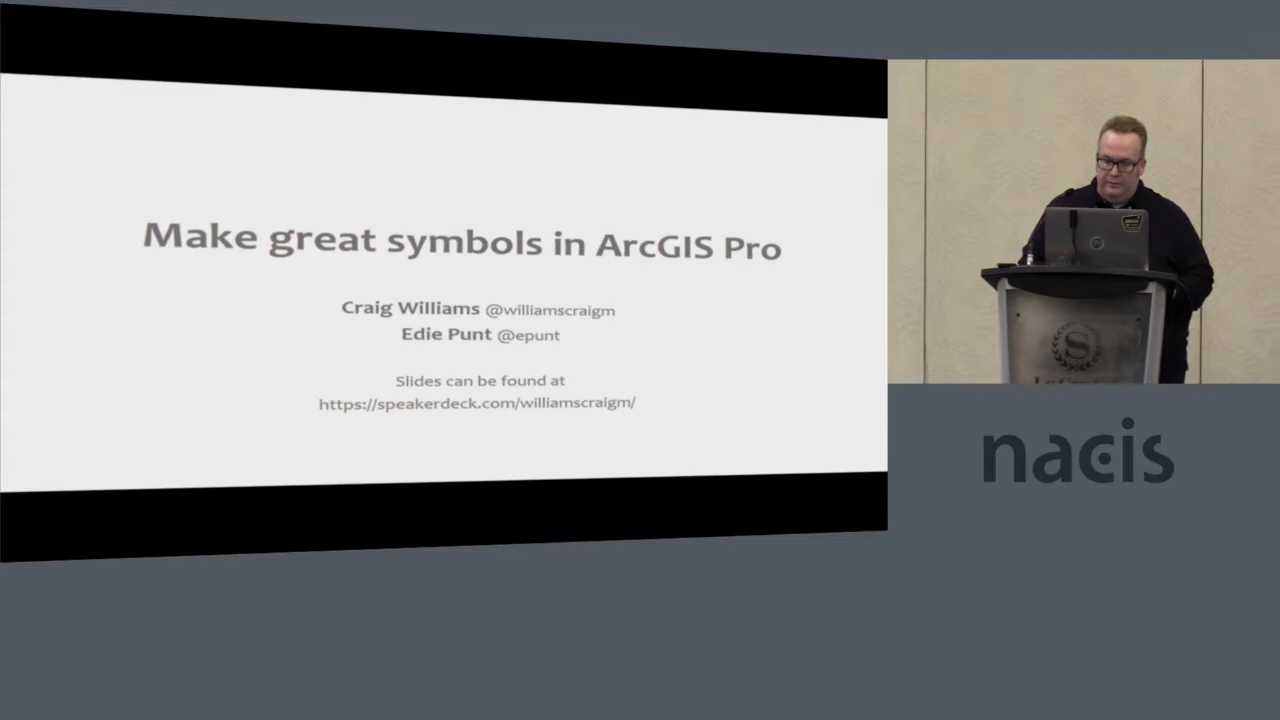 Make great symbols in ArcGIS Pro
Craig Williams @williamscraigm
Edie Punt @epunt
Slides can be found at
https://speakerdeck.com/williamscraigm/
S
nacis